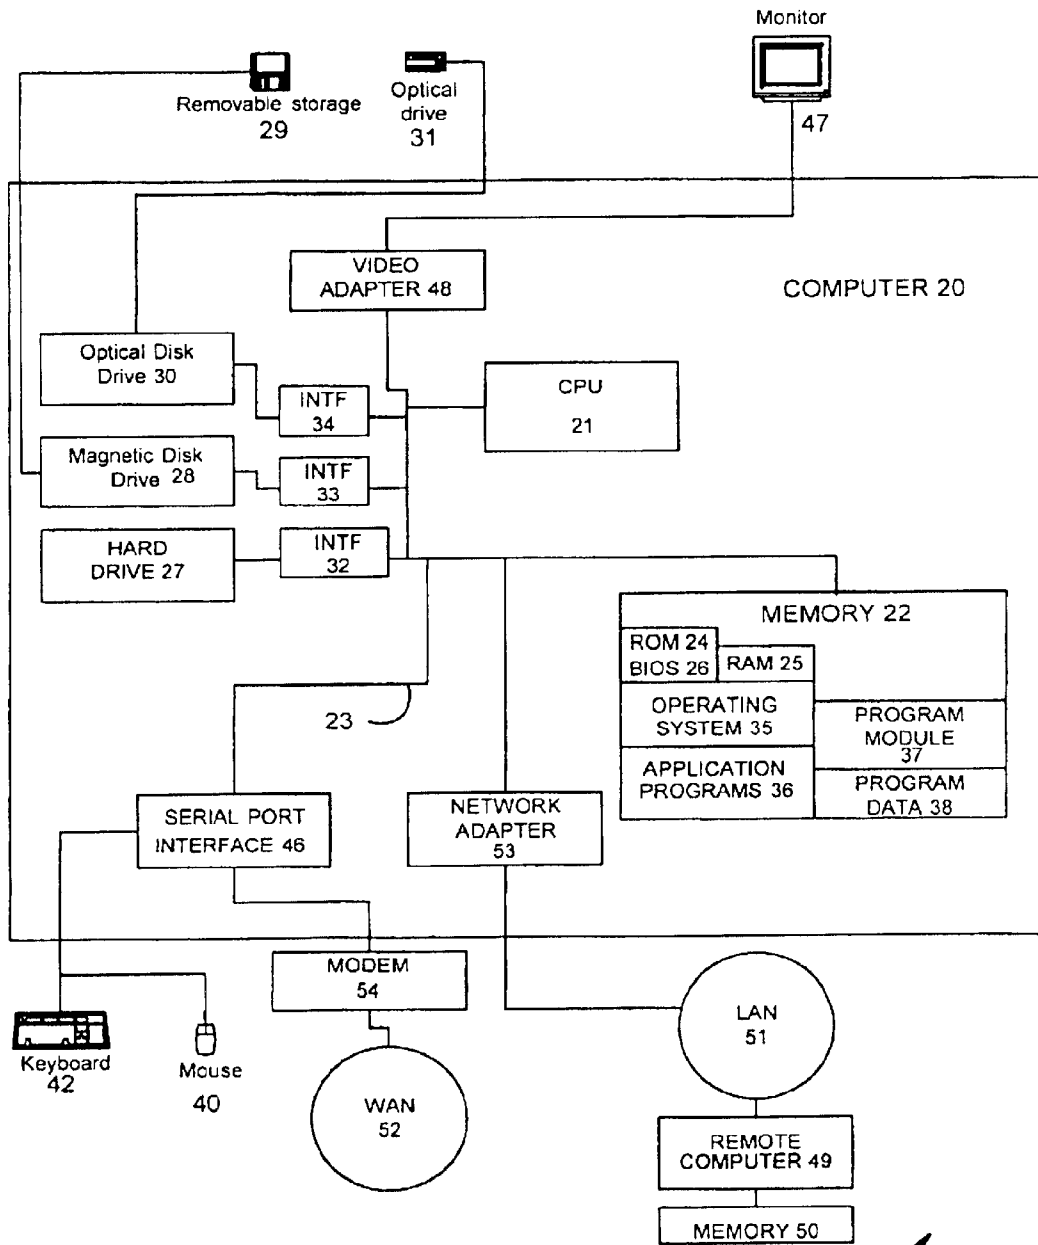 Monitor
47
Removable storage
29
Optical
drive
31
VIDEO
ADAPTER 48
COMPUTER 20
Optical Disk
Drive 30
INTF
34
CPU
21
Magnetic Disk
Drive 28
INTF
33
HARD
DRIVE 27
INTF
32
MEMORY 22
ROM 24
BIOS 26
RAM 25
OPERATING
SYSTEM 35
PROGRAM
MODULE
37
APPLICATION
PROGRAMS 36
PROGRAM
DATA 38
23
SERIAL PORT
INTERFACE 46
NETWORK
ADAPTER
53
MODEM
54
LAN
51
Keyboard
42
Mouse
40
WAN
52
REMOTE
COMPUTER 49
MEMORY 50